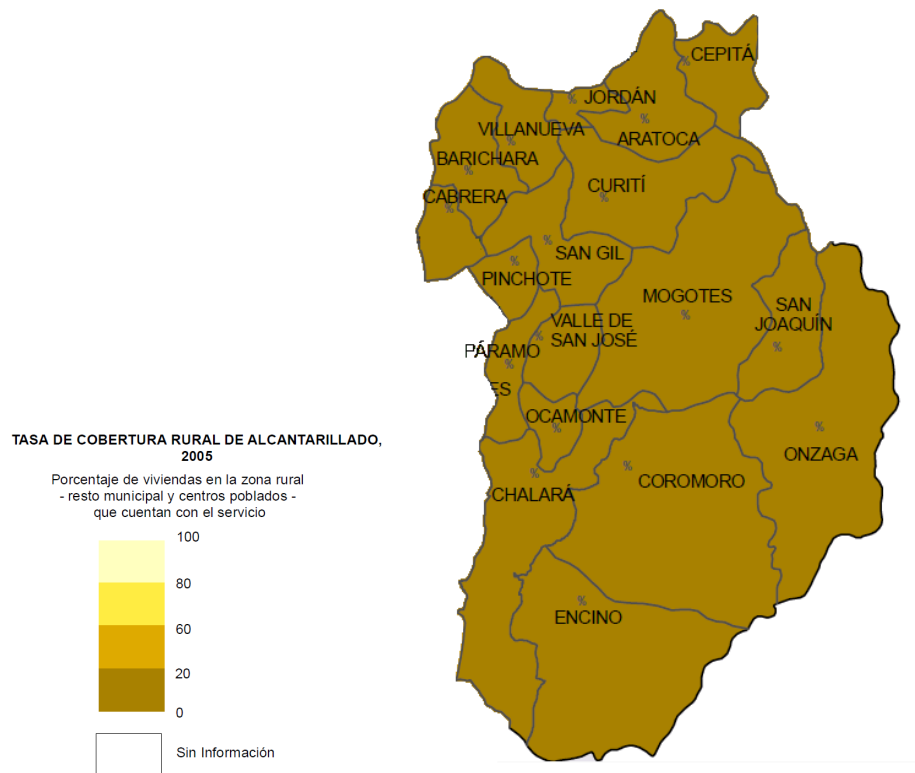 CEPITÁ
%
JORDÁN
%
VILLANUEVA
%
ARATOCA
%
BARICHARA
%
CURITÍ
%
CABRERA
%
%
SAN GIL
%
PINCHOTE
MOGOTES
%
SAN
JOAQUÍN
%
VALLE DE
SAN JOSÉ
%
PÁRAMO
%
ES
OCAMONTE
%
%
ONZAGA
%
CHALARÁ
%
COROMORO
%
ENCINO
TASA DE COBERTURA RURAL DE ALCANTARILLADO,
2005
Porcentaje de viviendas en la zona rural
- resto municipal y centros poblados -
que cuentan con el servicio
100
80
60
20
0
Sin Información